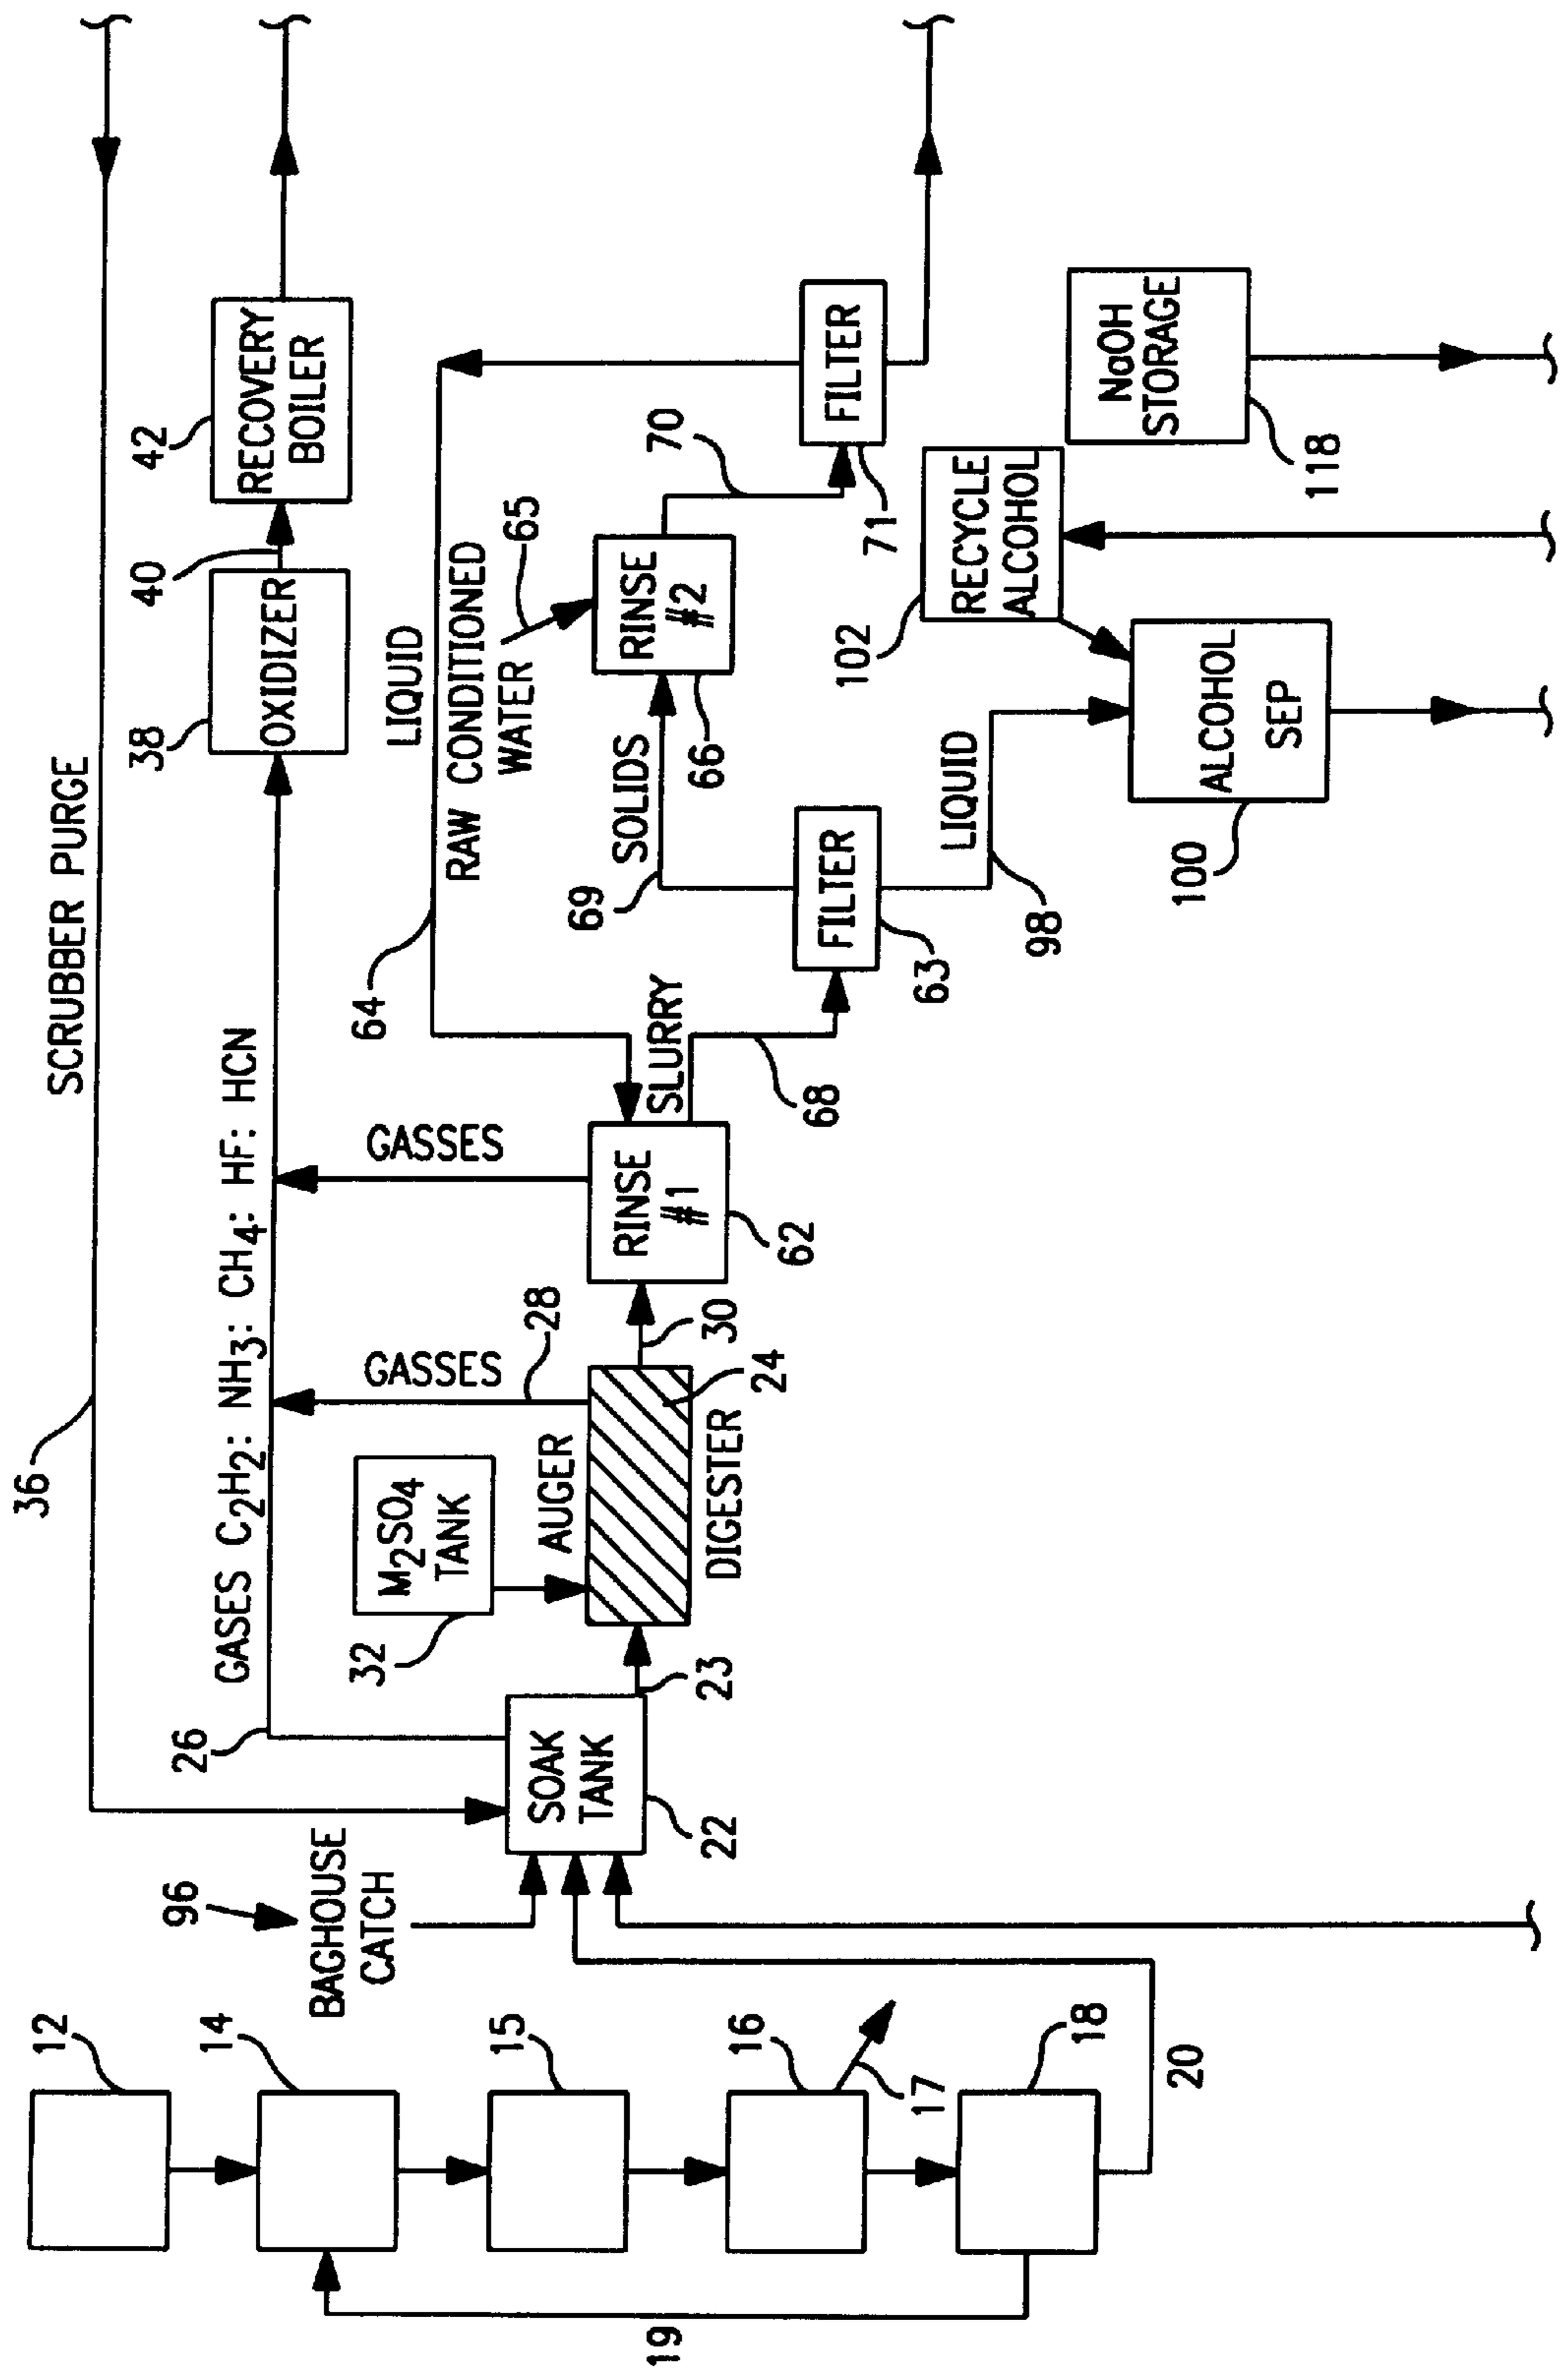 SCRUBBER PURGE
36
GASES C2H2: NH3: CH4: HF: HCN
26
38
OXIDIZER
40
42
RECOVERY
BOILER
12
14
15
16
17
18
19
20
96
BAGHOUSE
CATCH
SOAK
TANK
22
23
32
M2SO4
TANK
AUGER
DIGESTER
24
GASSES
28
30
GASSES
RINSE
#1
62
64
LIQUID
RAW CONDITIONED
WATER
65
SLURRY
68
FILTER
63
69
SOLIDS
RINSE
#2
66
70
FILTER
71
LIQUID
98
ALCOHOL
SEP
100
102
RECYCLE
ALCOHOL
NaOH
STORAGE
118